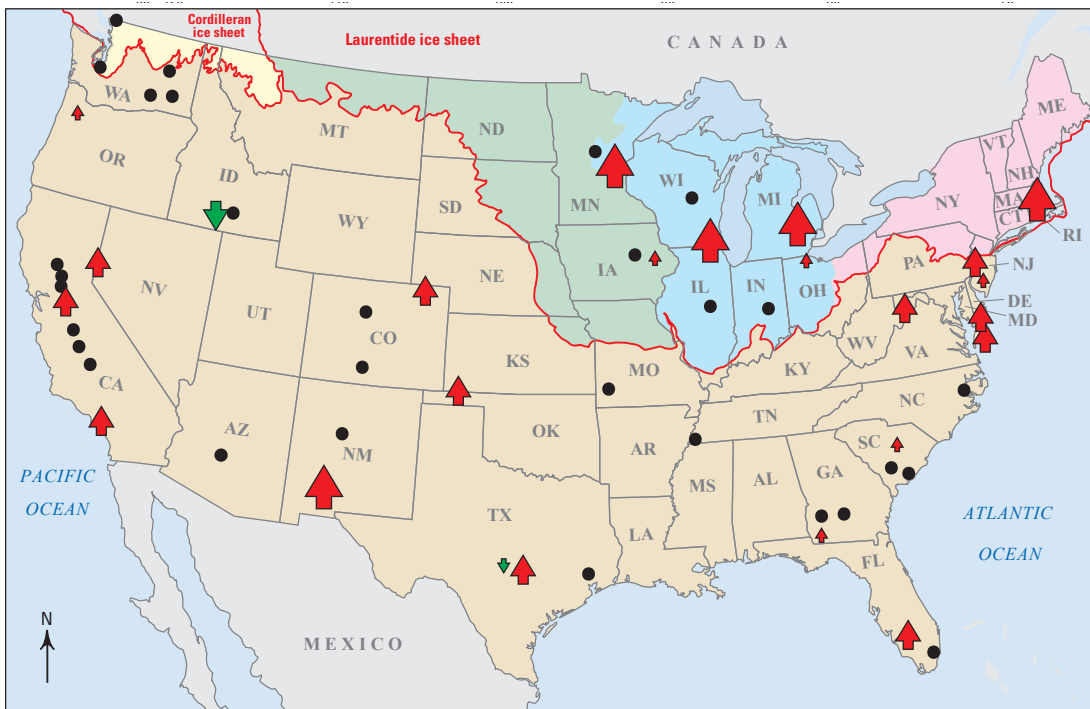 Cordilleran
ice sheet
Laurentide ice sheet
CANADA
WA
MT
ND
ME
VT
OR
ID
MN
WI
MI
NY
NH
MA
CT
RI
WY
SD
IA
PA
NJ
NV
UT
NE
IL
IN
OH
DE
MD
CO
KS
MO
WV
VA
KY
CA
AZ
NM
OK
AR
TN
NC
SC
PACIFIC
OCEAN
TX
LA
MS
AL
GA
FL
ATLANTIC
OCEAN
N
MEXICO